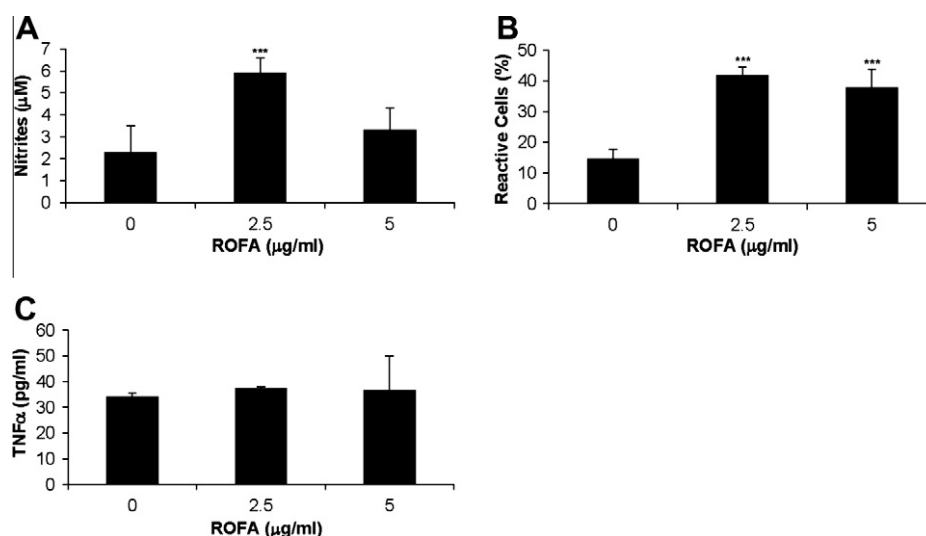 A
Nitrites (μM)
7
6
5
4
3
2
1
0
***
0 2.5 5
ROFA (μg/ml)
B
Reactive Cells (%)
50
40
30
20
10
0
*** ***
0 2.5 5
ROFA (μg/ml)
C
TNFα (pg/ml)
60
50
40
30
20
10
0
0 2.5 5
ROFA (μg/ml)